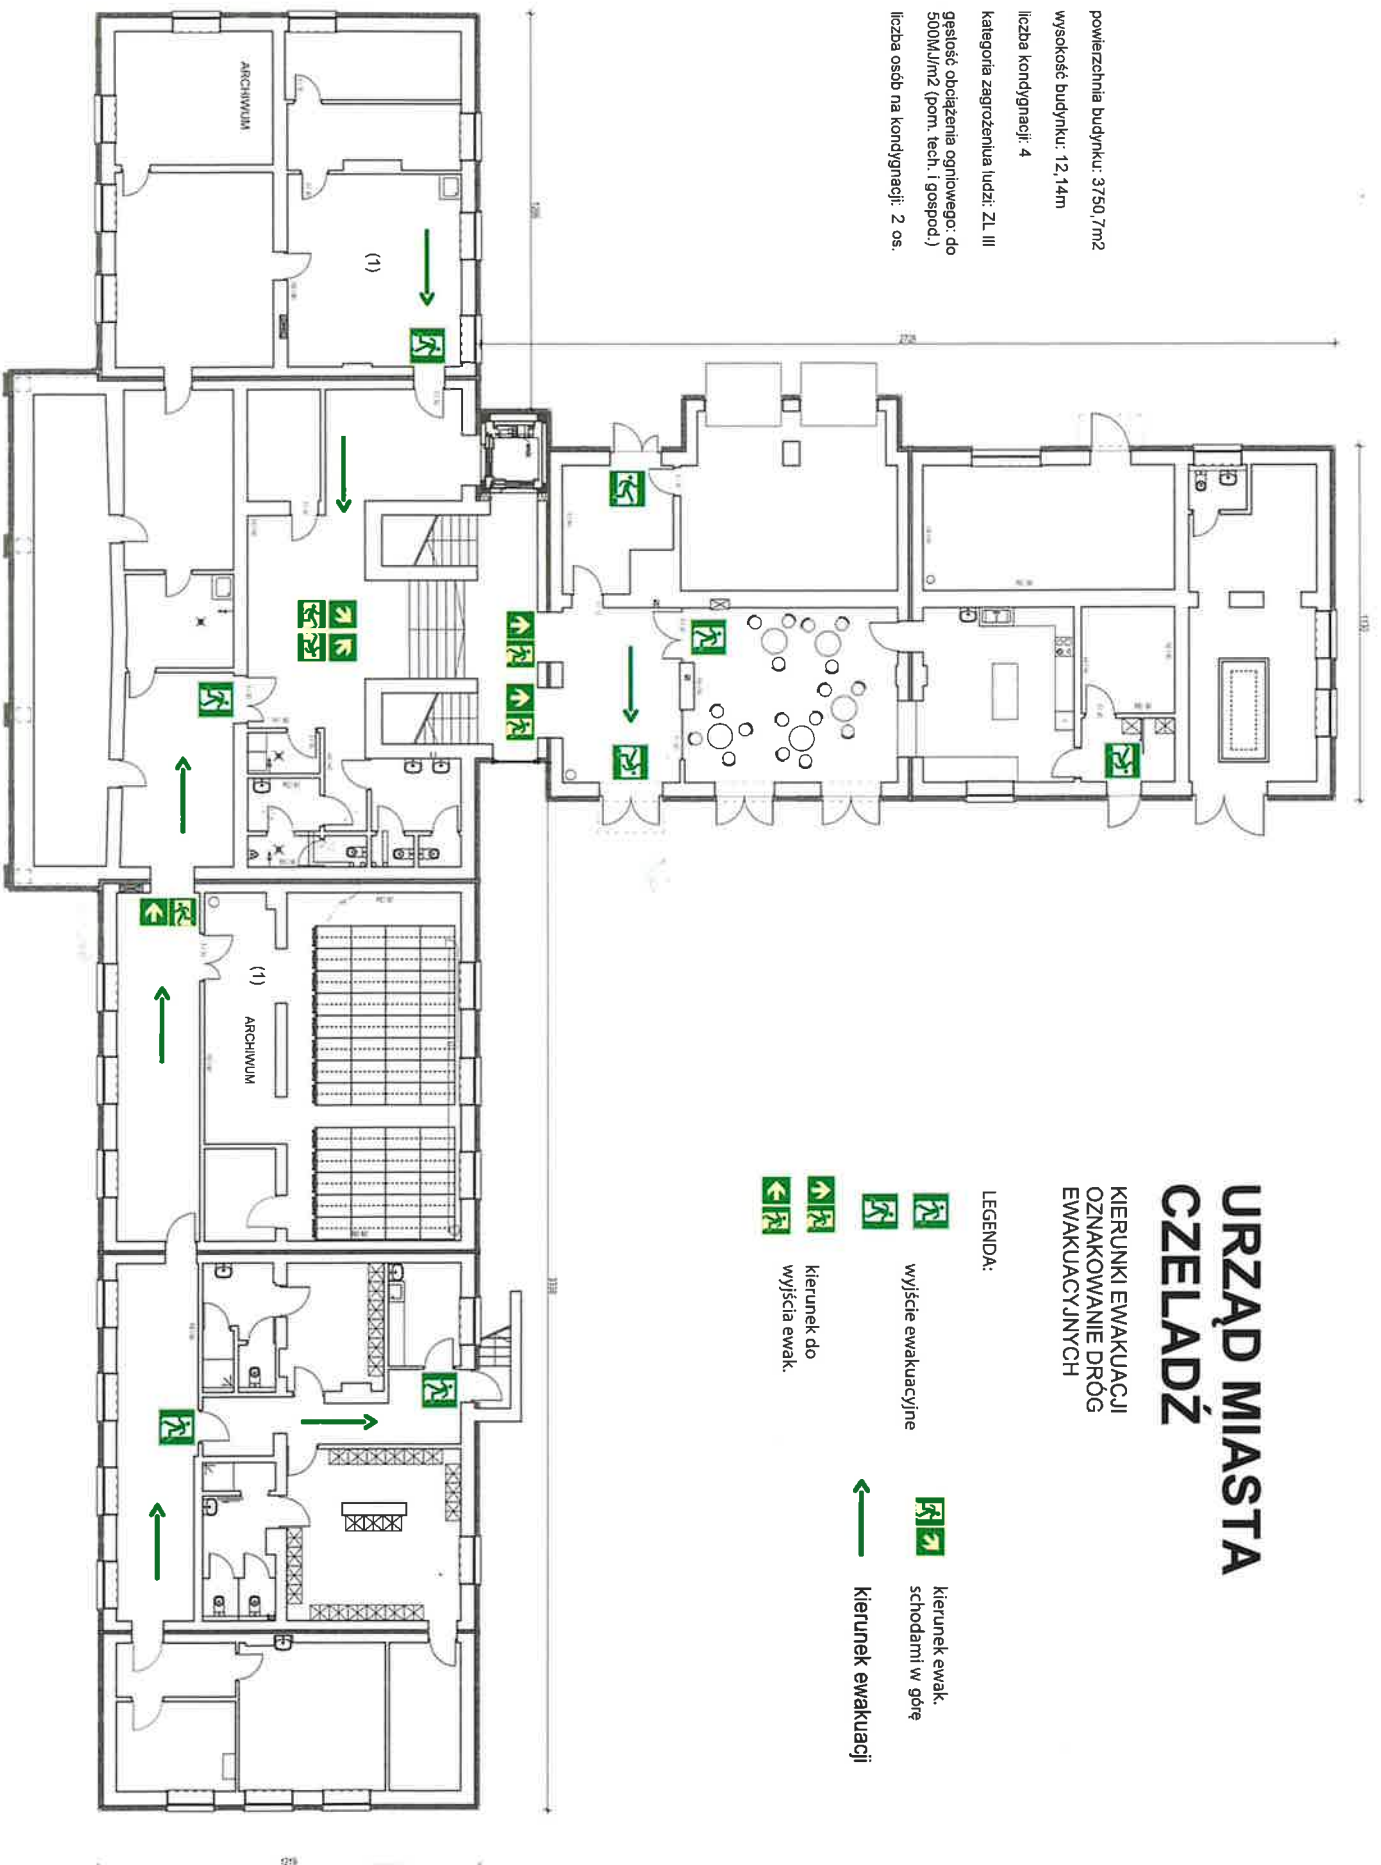 URZĄD MIASTA
CZELADŹ
KIERUNKI EWAKUACJI
OZNAKOWANIE DRÓG
EWAKUACYJNYCH
powierzchnia budynku: 3750,7m2
wysokość budynku: 12,14m
liczba kondygnacji: 4
kategoria zagrożeniua ludzi: ZL III
gęstość obciążenia ogniowego: do
500MJ/m2 (pom. tech. i gospod.)
liczba osób na kondygnacji: 2 os.
LEGENDA:
wyjście ewakuacyjne
kierunek do
wyjścia ewak.
kierunek ewak.
schodami w górę
kierunek ewakuacji
ARCHIWUM
(1)
(1)
ARCHIWUM